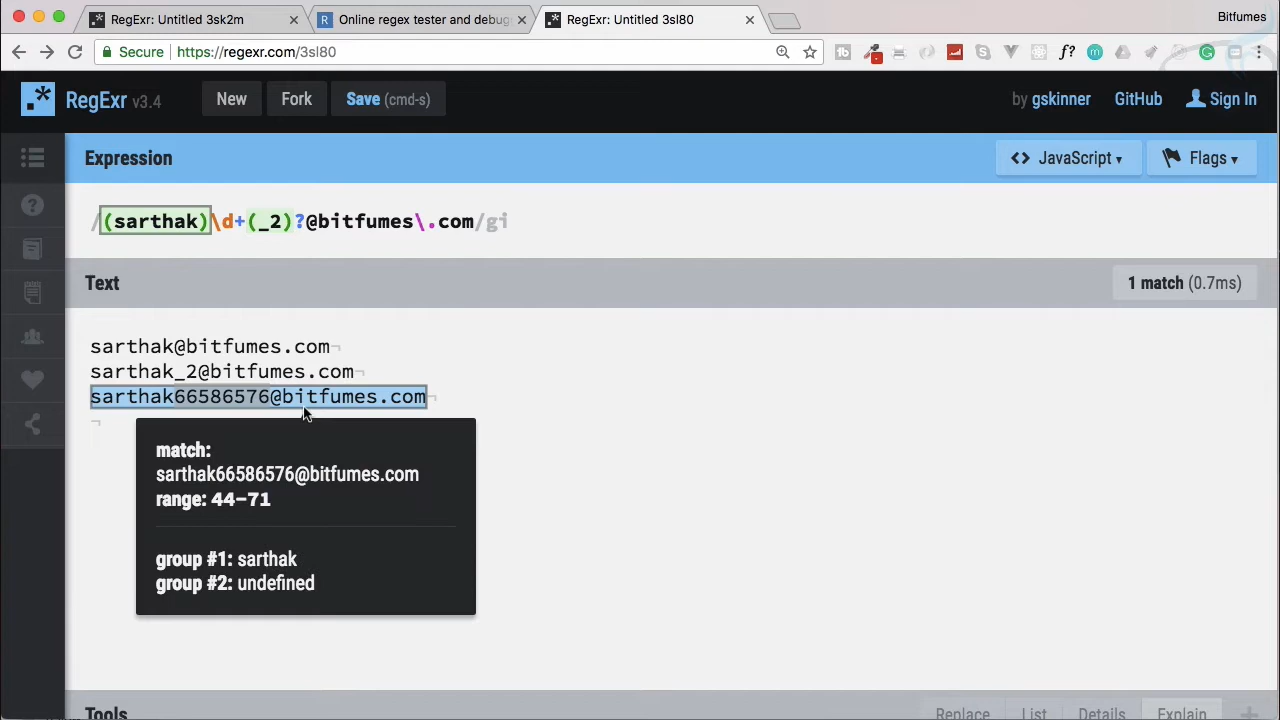 RegExr: Untitled 3sk2m
Online regex tester and debug
RegExr: Untitled 3sl80
Bitfumes
Secure https://regexr.com/3sl80
RegExr v3.4
New
Fork
Save (cmd-s)
by gskinner
GitHub
Sign In
Expression
<> JavaScript ▾
Flags ▾
/(sarthak)\d+(_2)?@bitfumes\.com/gi
Text
1 match (0.7ms)
sarthak@bitfumes.com¬
sarthak_2@bitfumes.com¬
sarthak66586576@bitfumes.com¬
¬
match:
sarthak66586576@bitfumes.com
range: 44-71
group #1: sarthak
group #2: undefined
Tools
Replace
List
Details
Explain